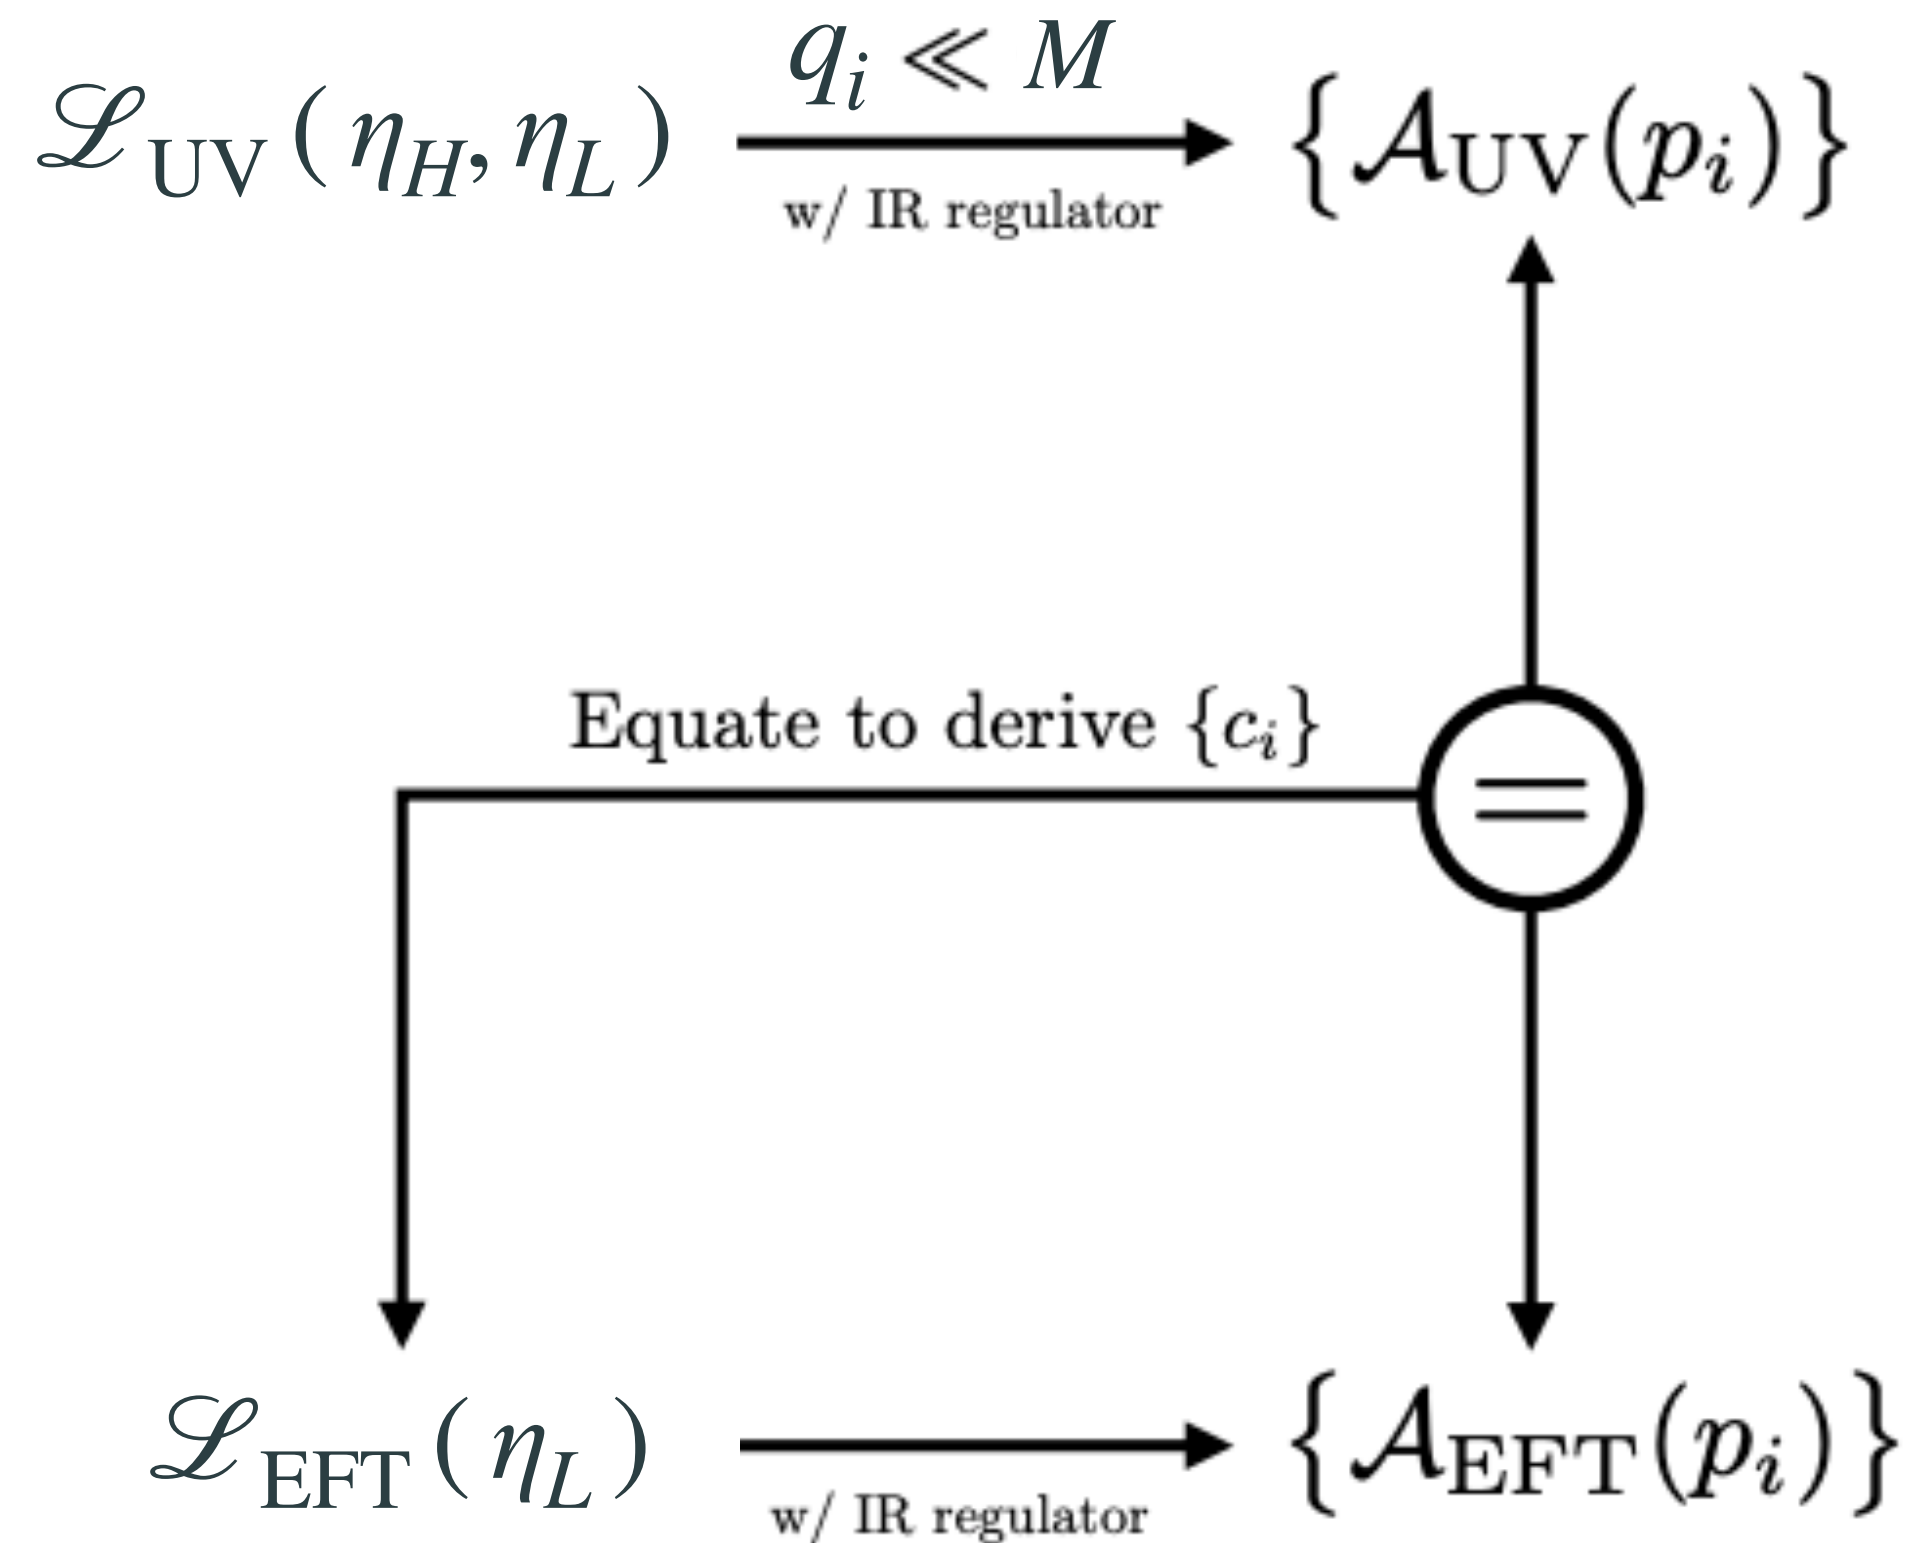 ℒ_UV(η_H, η_L)
q_i ≪ M
w/ IR regulator
{𝒜_UV(p_i)}
Equate to derive {c_i}
=
ℒ_EFT(η_L)
w/ IR regulator
{𝒜_EFT(p_i)}